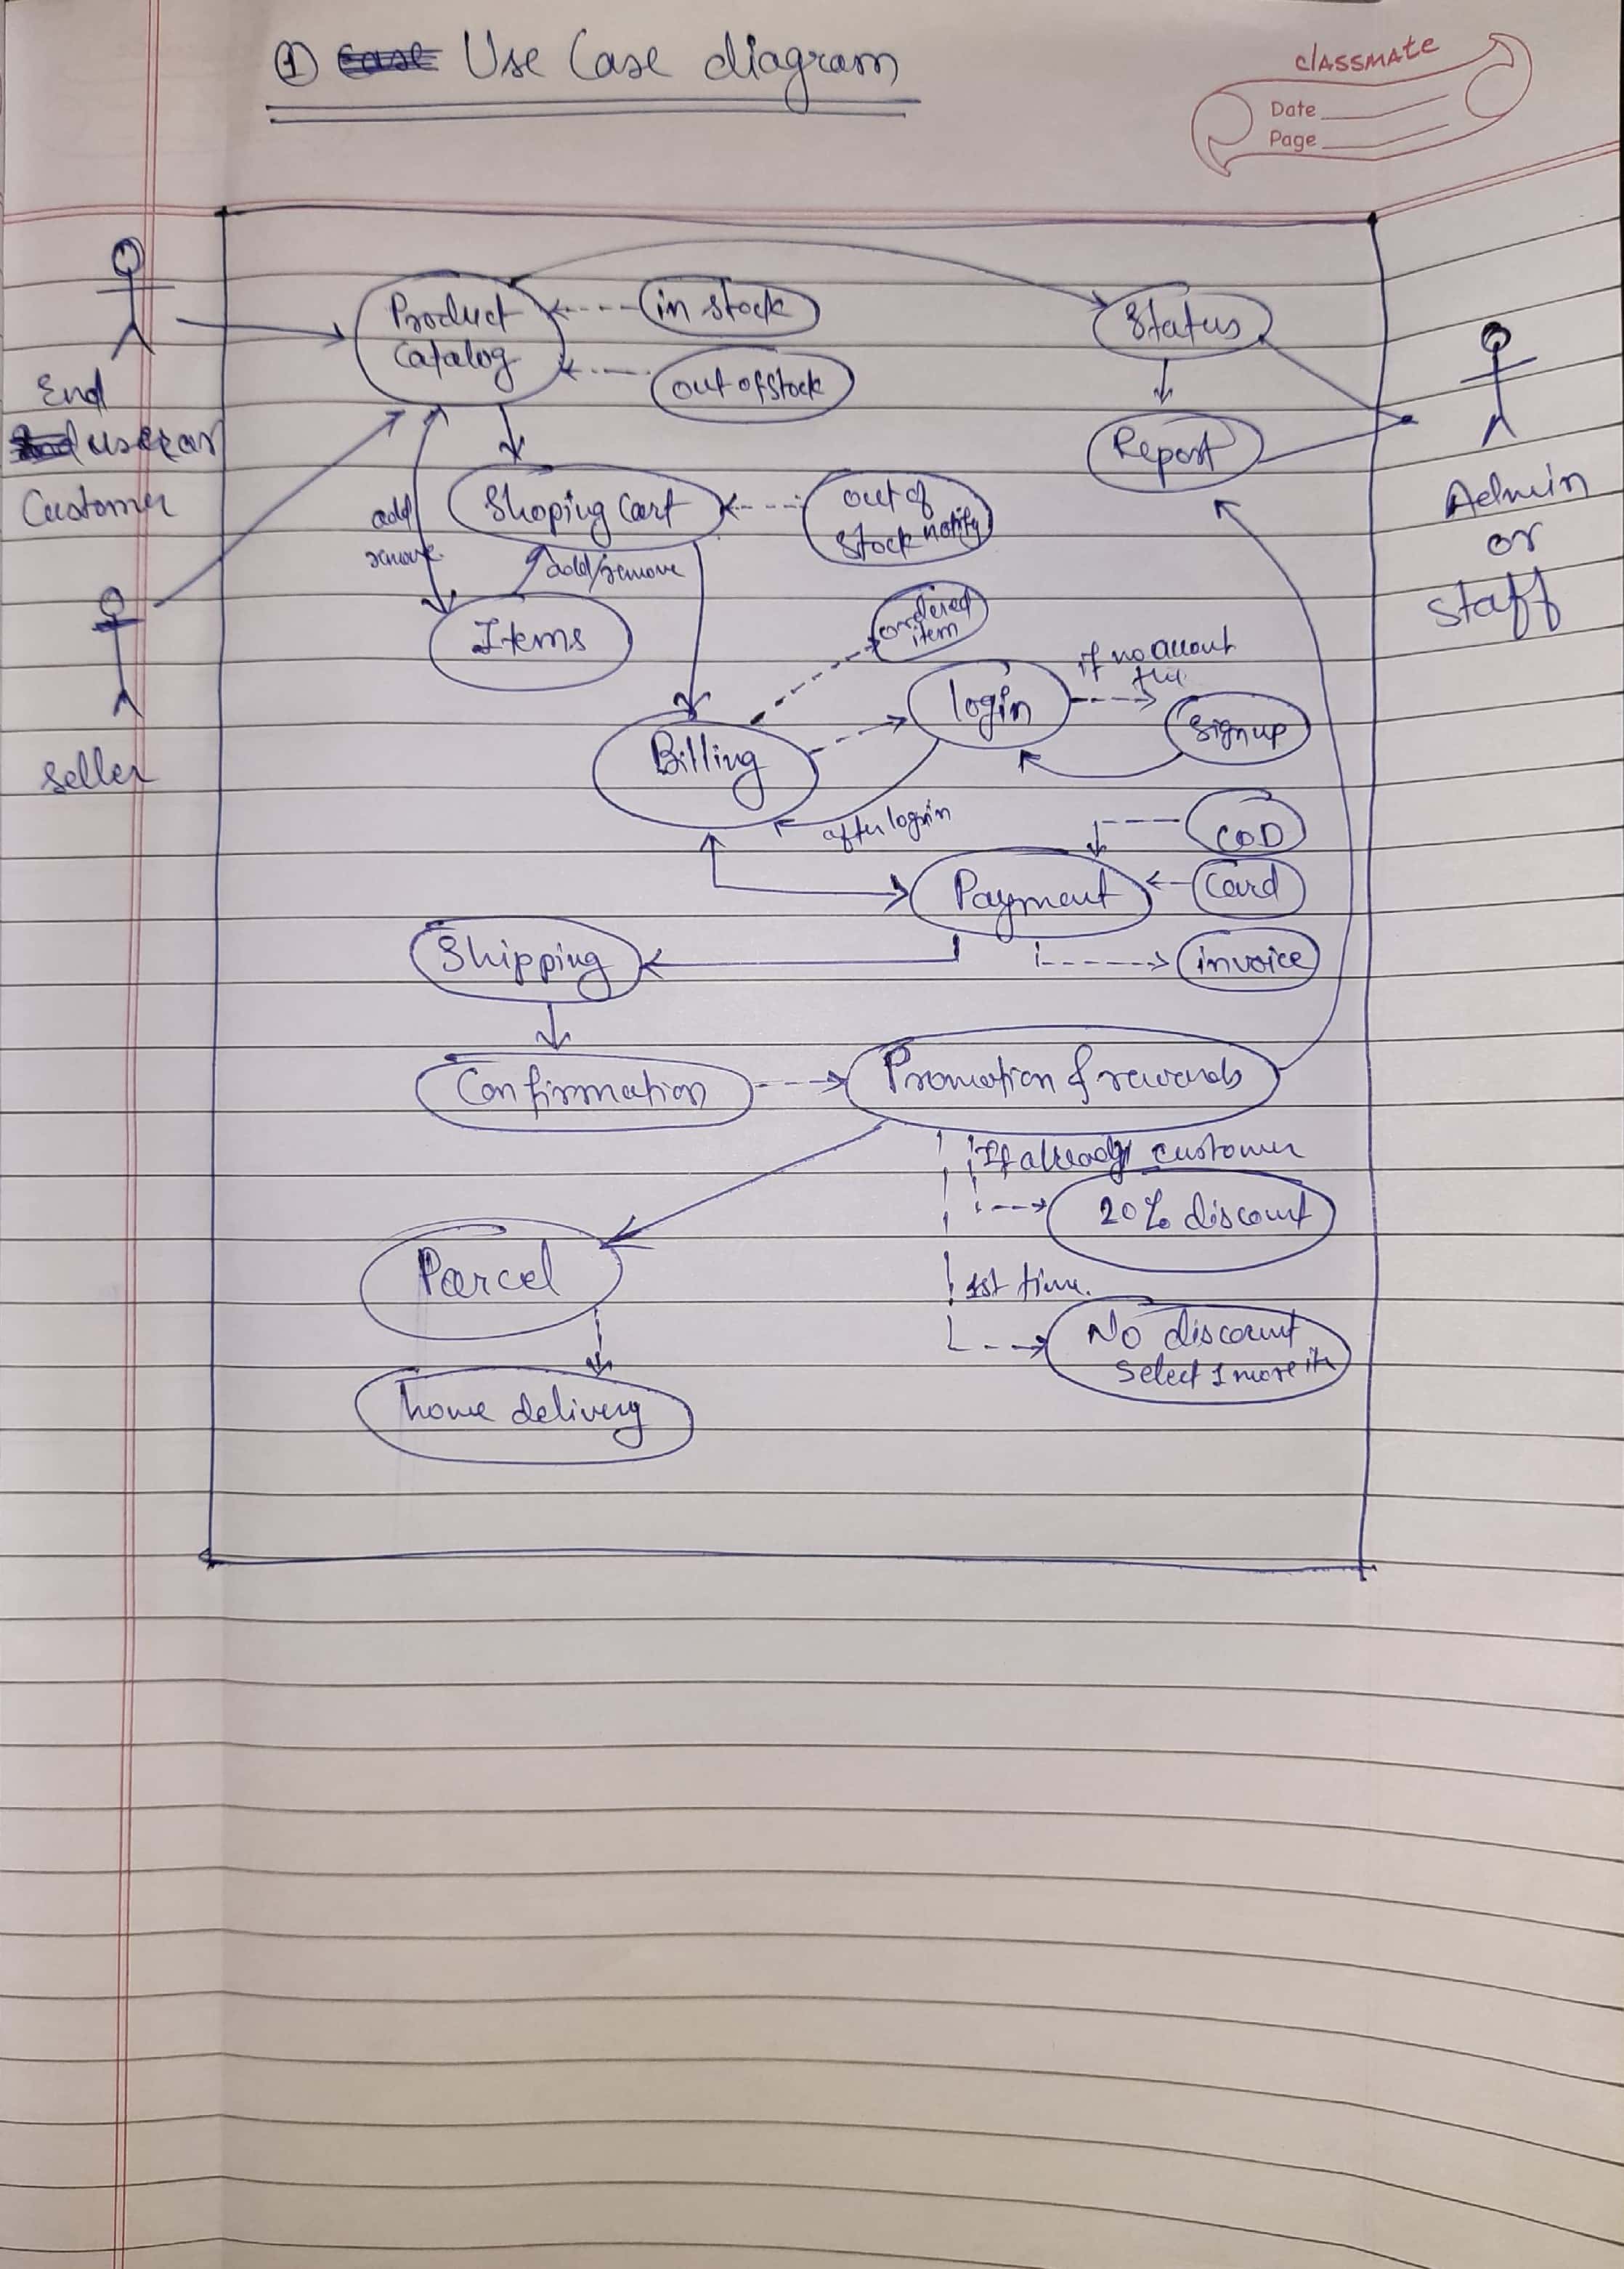 ① Use Case diagram
classmate
Date
Page
End
user or
Customer
Seller
Product
Catalog
in stock
out of stock
Status
Report
Admin
or
Staff
Shoping Cart
out of
stock notify
add
remove
add/remove
Items
ordered
item
Billing
login
if no account
Signup
after login
COD
Payment
Card
invoice
Shipping
Confirmation
Promotion & rewards
If already customer
20% discount
1st time.
No discount
Select 1 more
Parcel
home delivery